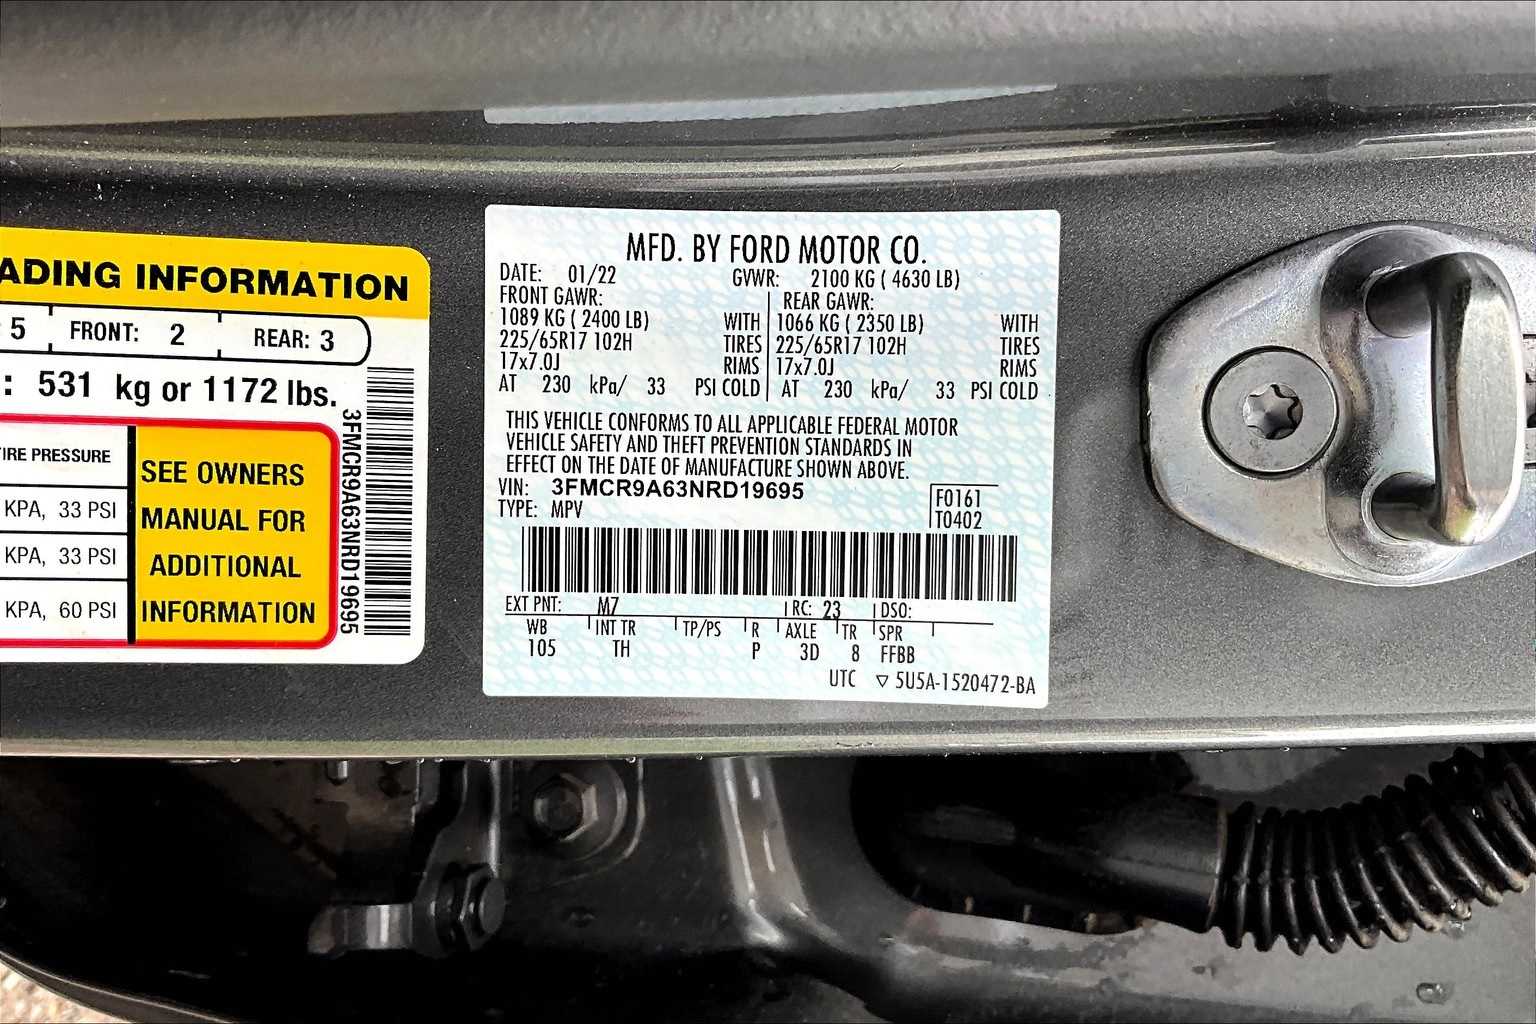 ADING INFORMATION
5 FRONT: 2 REAR: 3
: 531 kg or 1172 lbs.
IRE PRESSURE
KPA, 33 PSI
KPA, 33 PSI
KPA, 60 PSI
SEE OWNERS
MANUAL FOR
ADDITIONAL
INFORMATION
3FMCR9A63NRD19695
MFD. BY FORD MOTOR CO.
DATE: 01/22 GVWR: 2100 KG ( 4630 LB)
FRONT GAWR: REAR GAWR:
1089 KG ( 2400 LB) WITH 1066 KG ( 2350 LB) WITH
225/65R17 102H TIRES 225/65R17 102H TIRES
17x7.0J RIMS 17x7.0J RIMS
AT 230 kPa/ 33 PSI COLD AT 230 kPa/ 33 PSI COLD
THIS VEHICLE CONFORMS TO ALL APPLICABLE FEDERAL MOTOR
VEHICLE SAFETY AND THEFT PREVENTION STANDARDS IN
EFFECT ON THE DATE OF MANUFACTURE SHOWN ABOVE.
VIN: 3FMCR9A63NRD19695 F0161
TYPE: MPV T0402
EXT PNT: M7 RC: 23 DSO:
WB INT TR TP/PS R AXLE TR SPR
105 TH P 3D 8 FFBB
UTC ▽ 5U5A-1520472-BA